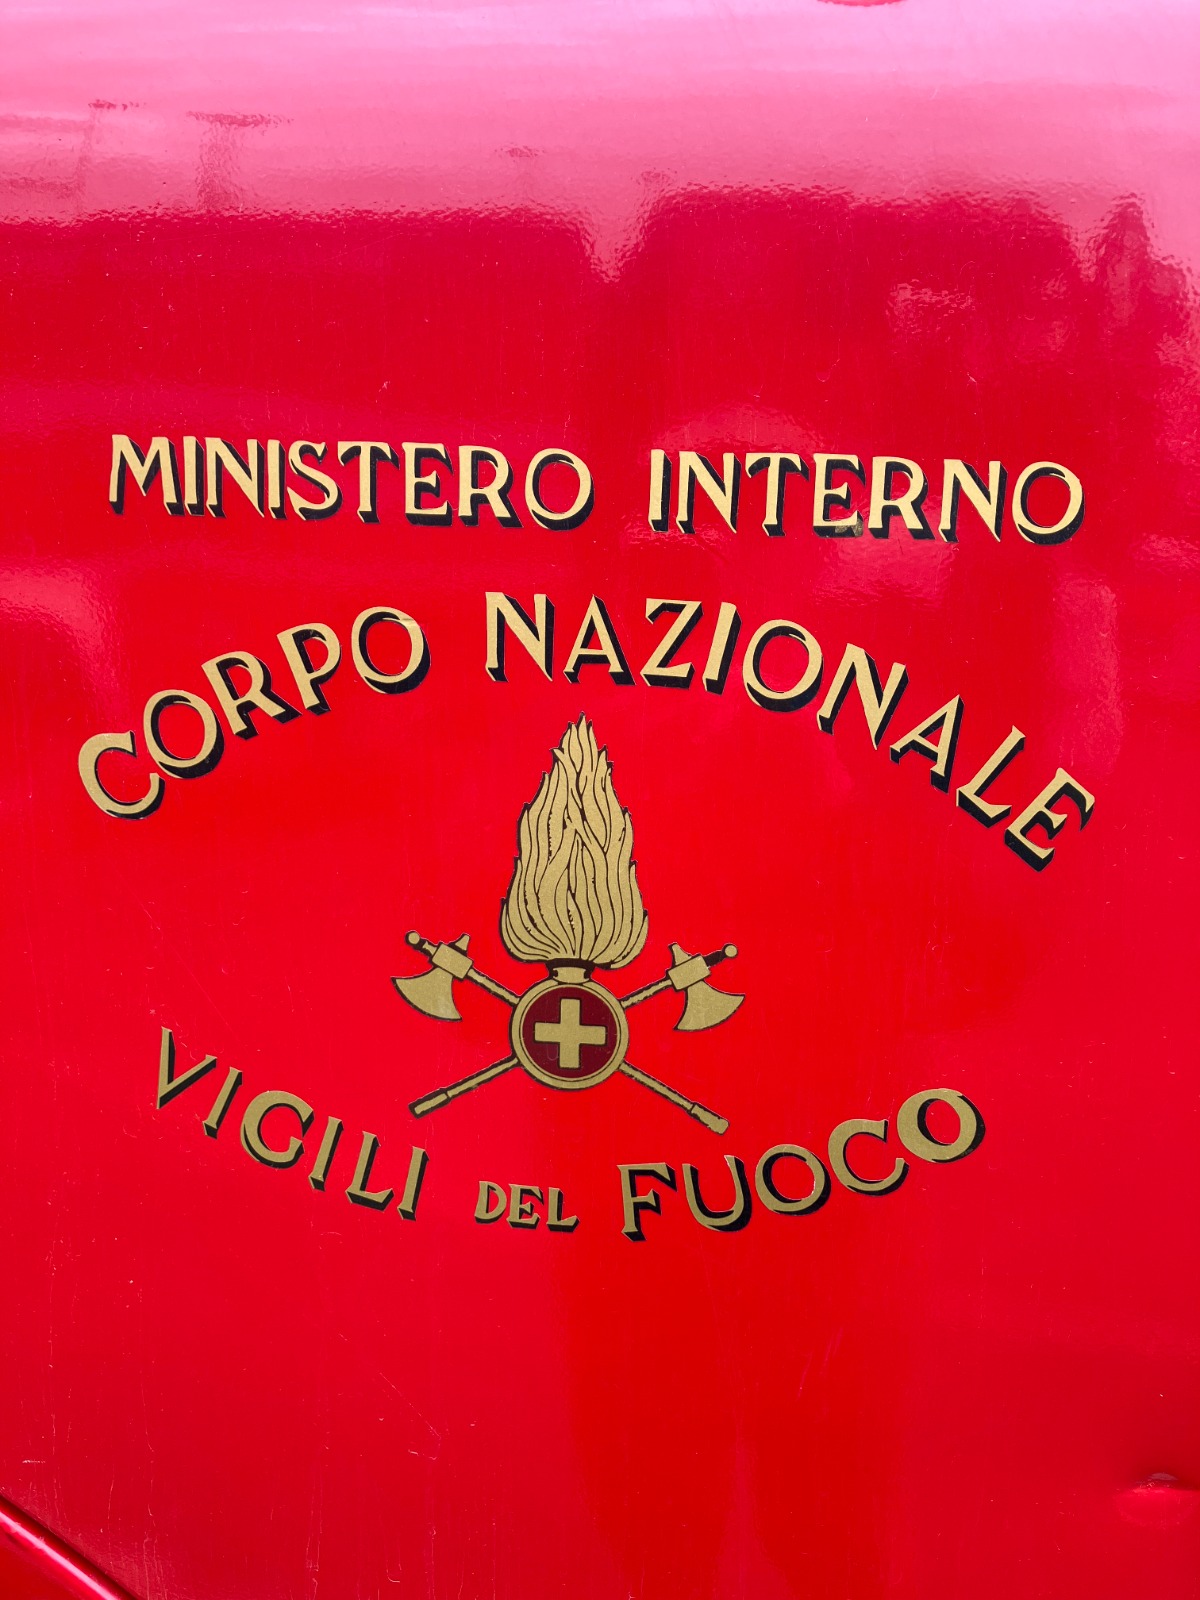 MINISTERO INTERNO
CORPO NAZIONALE
VIGILI DEL FUOCO